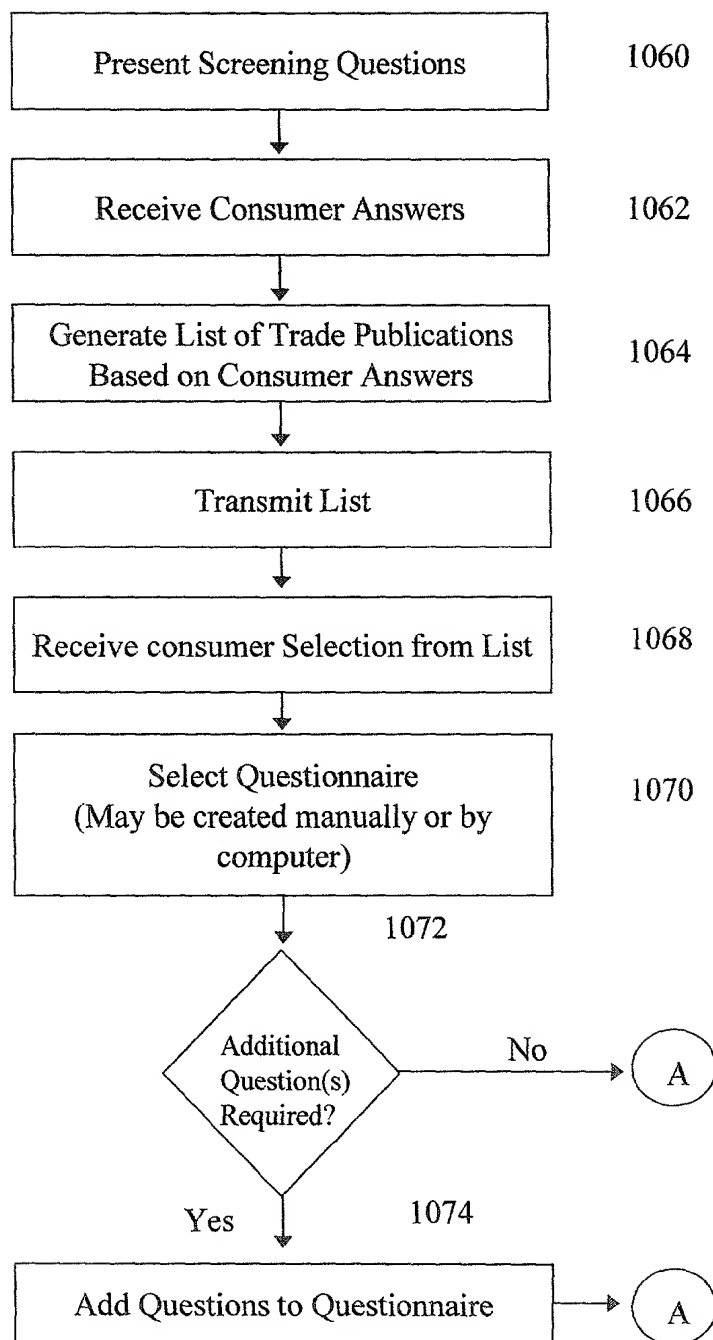 Present Screening Questions 1060
Receive Consumer Answers 1062
Generate List of Trade Publications
Based on Consumer Answers
1064
Transmit List 1066
Receive consumer Selection from List 1068
Select Questionnaire
(May be created manually or by
computer)
1070
1072
Additional
Question(s)
Required?
No
A
Yes
1074
Add Questions to Questionnaire
A